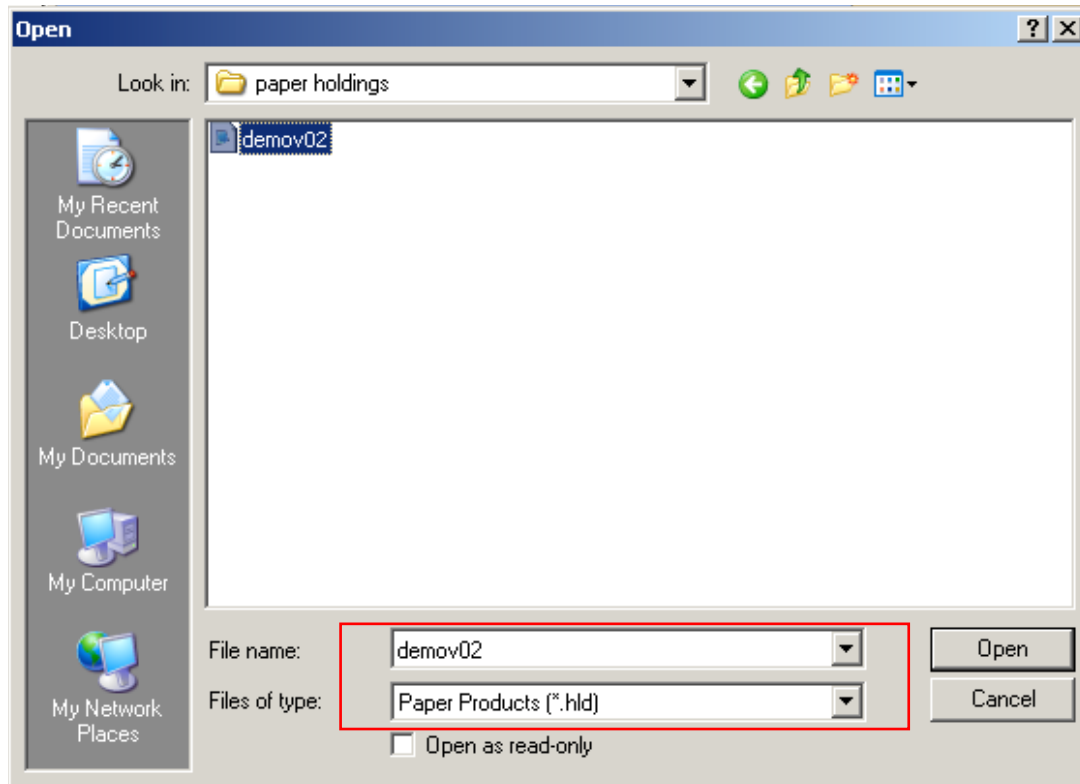 Open
Look in:
paper holdings
demov02
My Recent
Documents
Desktop
My Documents
My Computer
My Network
Places
File name:
demov02
Open
Files of type:
Paper Products (*.hld)
Cancel
Open as read-only